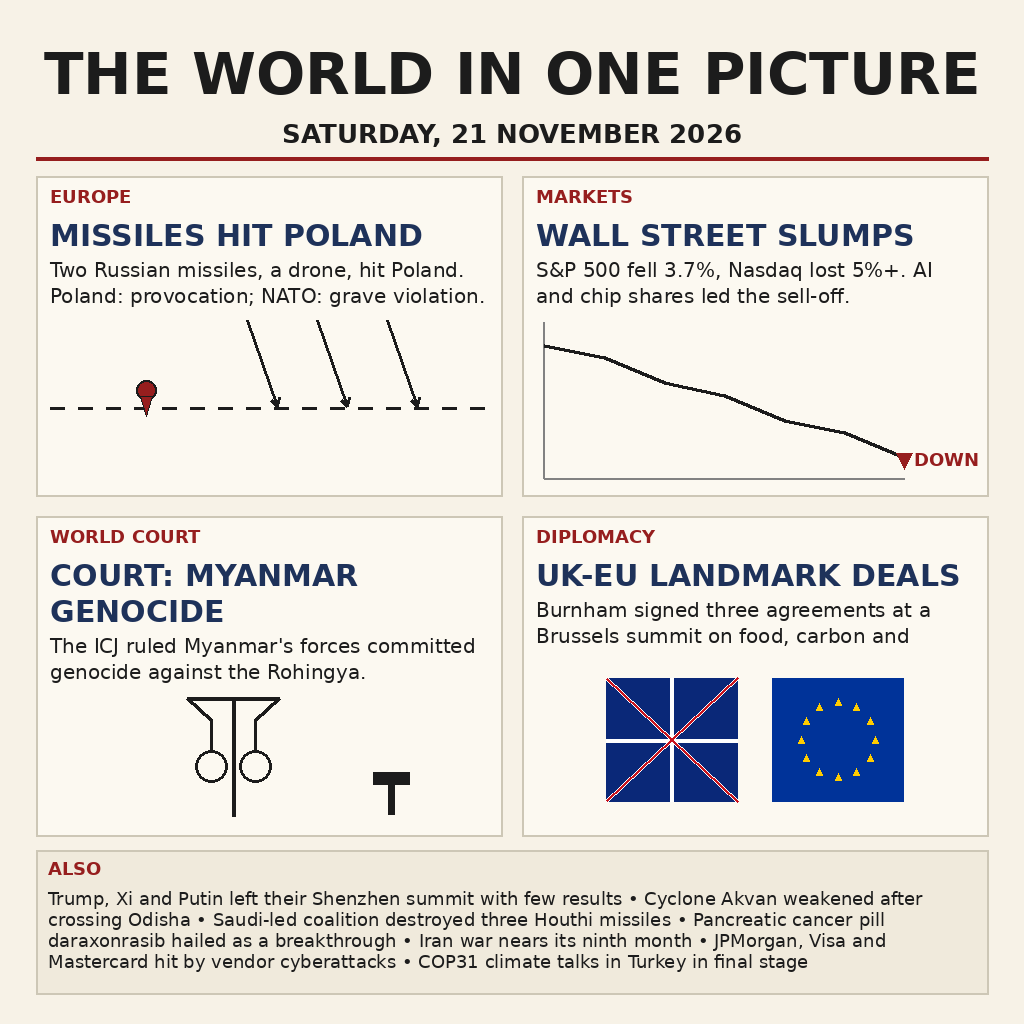 THE WORLD IN ONE PICTURE
SATURDAY, 21 NOVEMBER 2026
EUROPE
MISSILES HIT POLAND
Two Russian missiles, a drone, hit Poland.
Poland: provocation; NATO: grave violation.
MARKETS
WALL STREET SLUMPS
S&P 500 fell 3.7%, Nasdaq lost 5%+. AI
and chip shares led the sell-off.
DOWN
WORLD COURT
COURT: MYANMAR
GENOCIDE
The ICJ ruled Myanmar's forces committed
genocide against the Rohingya.
DIPLOMACY
UK-EU LANDMARK DEALS
Burnham signed three agreements at a
Brussels summit on food, carbon and
ALSO
Trump, Xi and Putin left their Shenzhen summit with few results • Cyclone Akvan weakened after
crossing Odisha • Saudi-led coalition destroyed three Houthi missiles • Pancreatic cancer pill
daraxonrasib hailed as a breakthrough • Iran war nears its ninth month • JPMorgan, Visa and
Mastercard hit by vendor cyberattacks • COP31 climate talks in Turkey in final stage